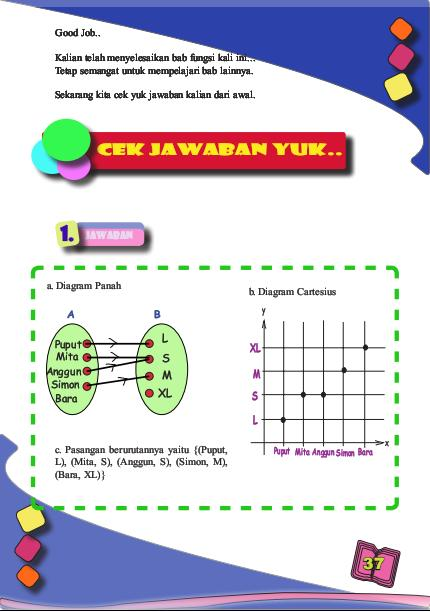 Good Job..
Kalian telah menyelesaikan bab fungsi kali ini...
Tetap semangat untuk mempelajari bab lainnya.
Sekarang kita cek yuk jawaban kalian dari awal.
CEK JAWABAN YUK..
1. JAWABAN
a. Diagram Panah
A B
Puput
Mita
Anggun
Simon
Bara
L
S
M
XL
b. Diagram Cartesius
Y
XL
M
S
L
X
Puput Mita Anggun Simon Bara
c. Pasangan berurutannya yaitu {(Puput,
L), (Mita, S), (Anggun, S), (Simon, M),
(Bara, XL)}
37